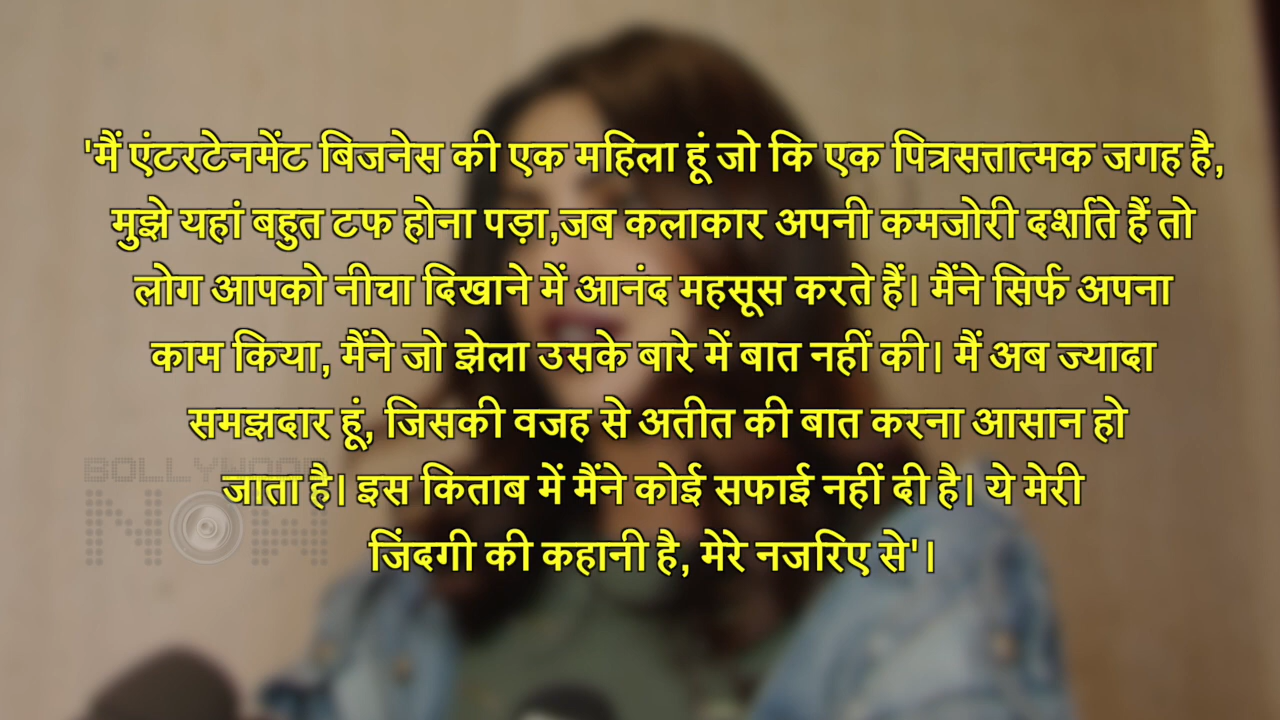 'मैं एंटरटेनमेंट बिजनेस की एक महिला हूं जो कि एक पित्रसत्तात्मक जगह है,
मुझे यहां बहुत टफ होना पड़ा,जब कलाकार अपनी कमजोरी दर्शाते हैं तो
लोग आपको नीचा दिखाने में आनंद महसूस करते हैं। मैंने सिर्फ अपना
काम किया, मैंने जो झेला उसके बारे में बात नहीं की। मैं अब ज्यादा
समझदार हूं, जिसकी वजह से अतीत की बात करना आसान हो
जाता है। इस किताब में मैंने कोई सफाई नहीं दी है। ये मेरी
जिंदगी की कहानी है, मेरे नजरिए से'।
BOLLYWOOD
NOW